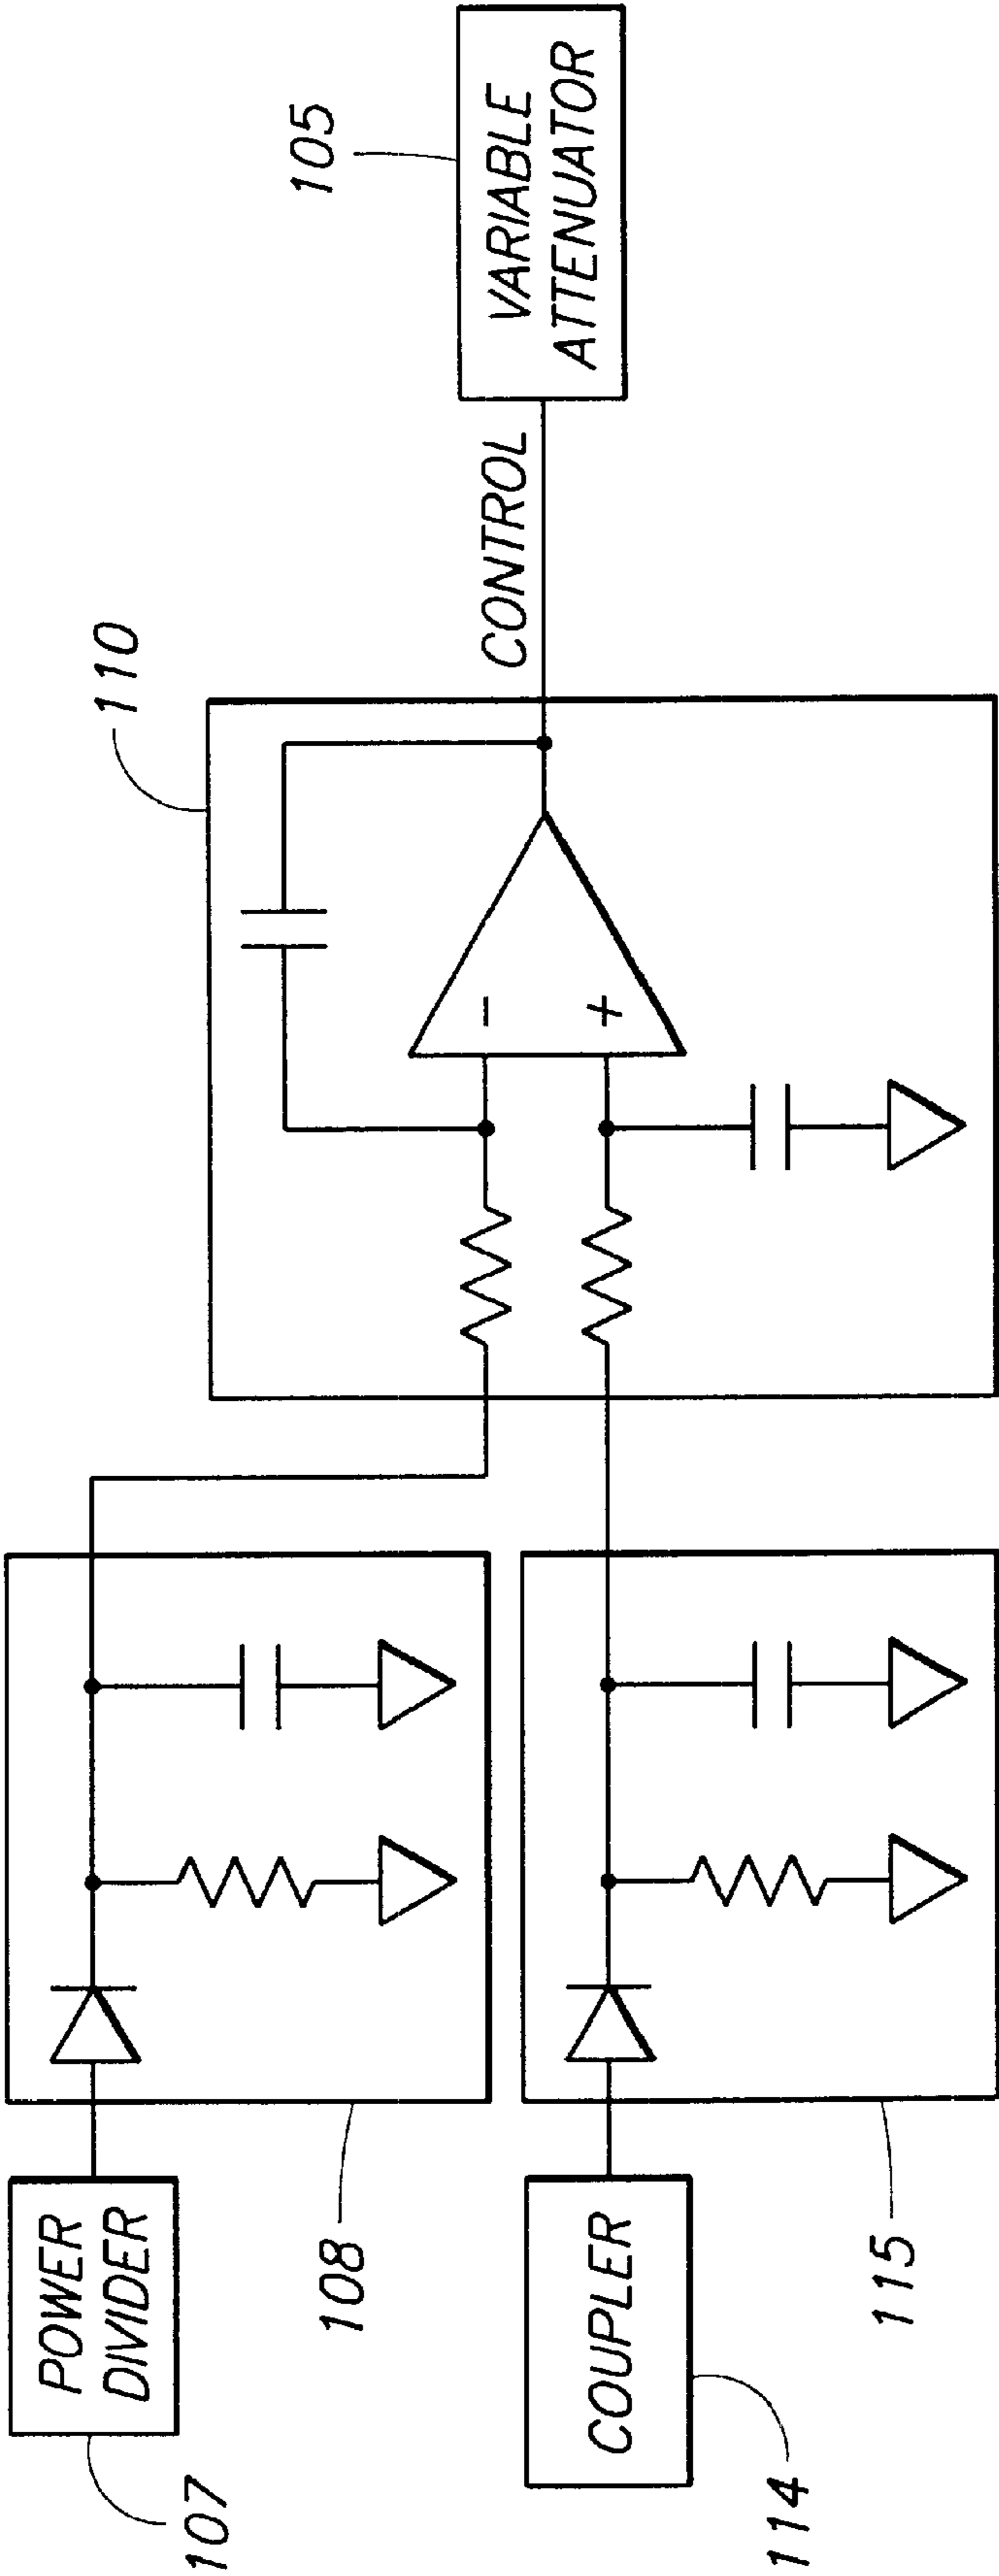 107
POWER
DIVIDER
108
110
CONTROL
105
VARIABLE
ATTENUATOR
-
+
114
COUPLER
115